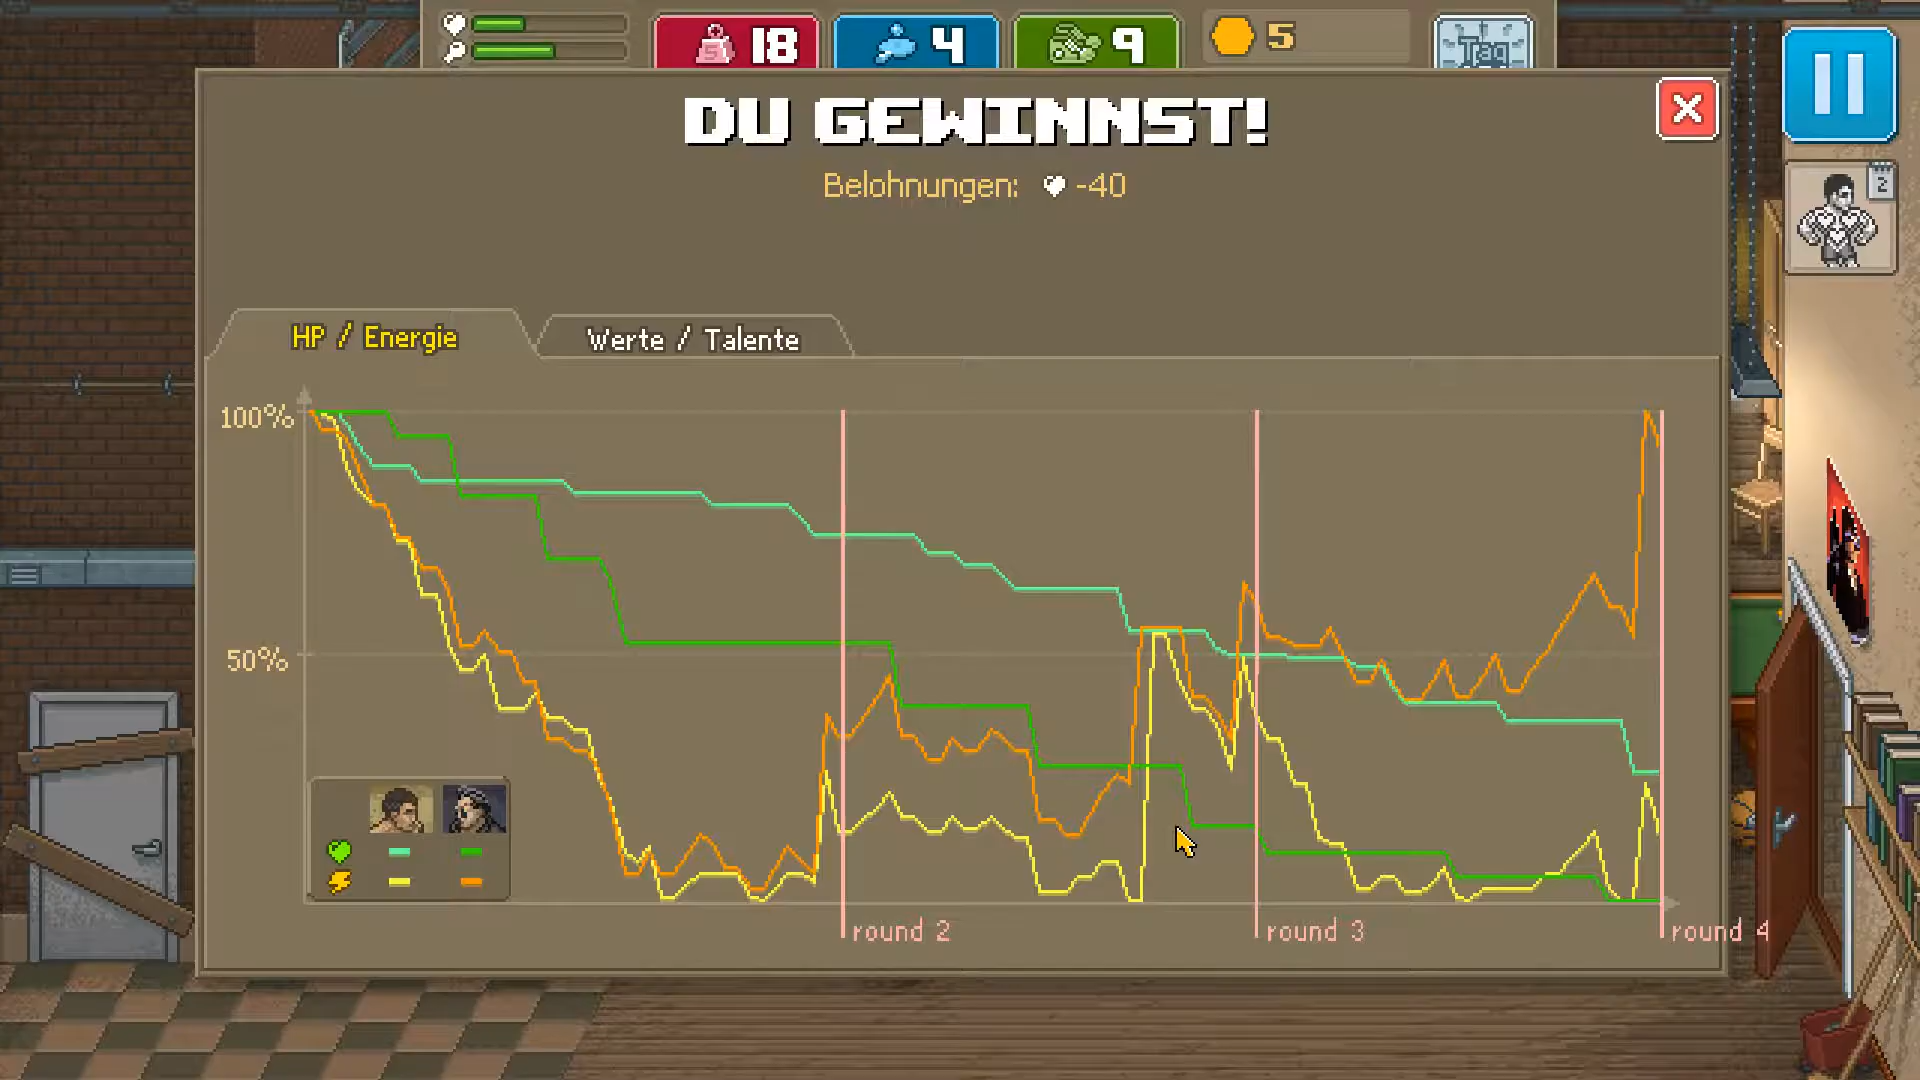 18
4
9
5
Tag
DU GEWINNST!
Belohnungen: -40
2
HP / Energie
Werte / Talente
100%
50%
round 2
round 3
round 4